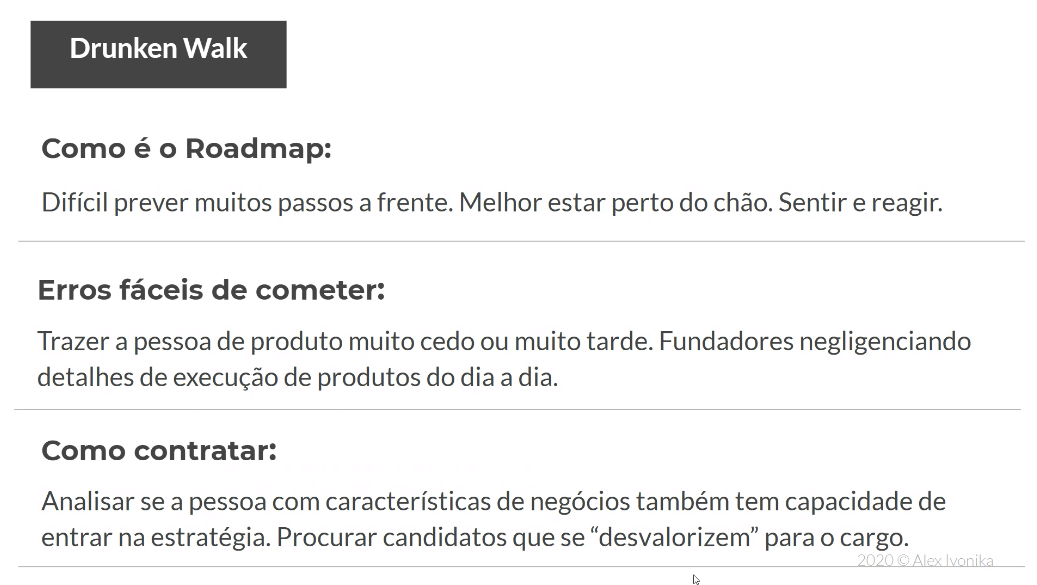 Drunken Walk
Como é o Roadmap:
Difícil prever muitos passos a frente. Melhor estar perto do chão. Sentir e reagir.
Erros fáceis de cometer:
Trazer a pessoa de produto muito cedo ou muito tarde. Fundadores negligenciando
detalhes de execução de produtos do dia a dia.
Como contratar:
Analisar se a pessoa com características de negócios também tem capacidade de
entrar na estratégia. Procurar candidatos que se “desvalorizem” para o cargo.
2020 © Alex Ivonika